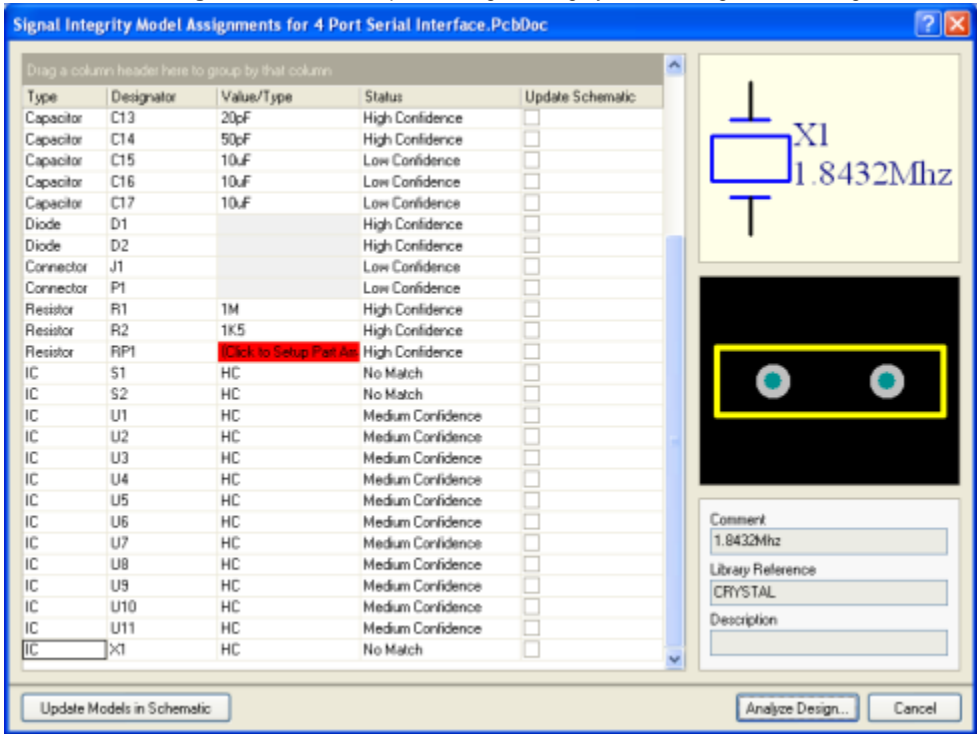 Signal Integrity Model Assignments for 4 Port Serial Interface.PcbDoc
Drag a column header here to group by that column
Type Designator Value/Type Status Update Schematic
Capacitor C13 20pF High Confidence
Capacitor C14 50pF High Confidence
Capacitor C15 10uF Low Confidence
Capacitor C16 10uF Low Confidence
Capacitor C17 10uF Low Confidence
Diode D1 High Confidence
Diode D2 High Confidence
Connector J1 Low Confidence
Connector P1 Low Confidence
Resistor R1 1M High Confidence
Resistor R2 1K5 High Confidence
Resistor RP1 (Click to Setup Part Arr High Confidence
IC S1 HC No Match
IC S2 HC No Match
IC U1 HC Medium Confidence
IC U2 HC Medium Confidence
IC U3 HC Medium Confidence
IC U4 HC Medium Confidence
IC U5 HC Medium Confidence
IC U6 HC Medium Confidence
IC U7 HC Medium Confidence
IC U8 HC Medium Confidence
IC U9 HC Medium Confidence
IC U10 HC Medium Confidence
IC U11 HC Medium Confidence
IC X1 HC No Match
X1
1.8432Mhz
Comment
1.8432Mhz
Library Reference
CRYSTAL
Description
Update Models in Schematic
Analyze Design...
Cancel